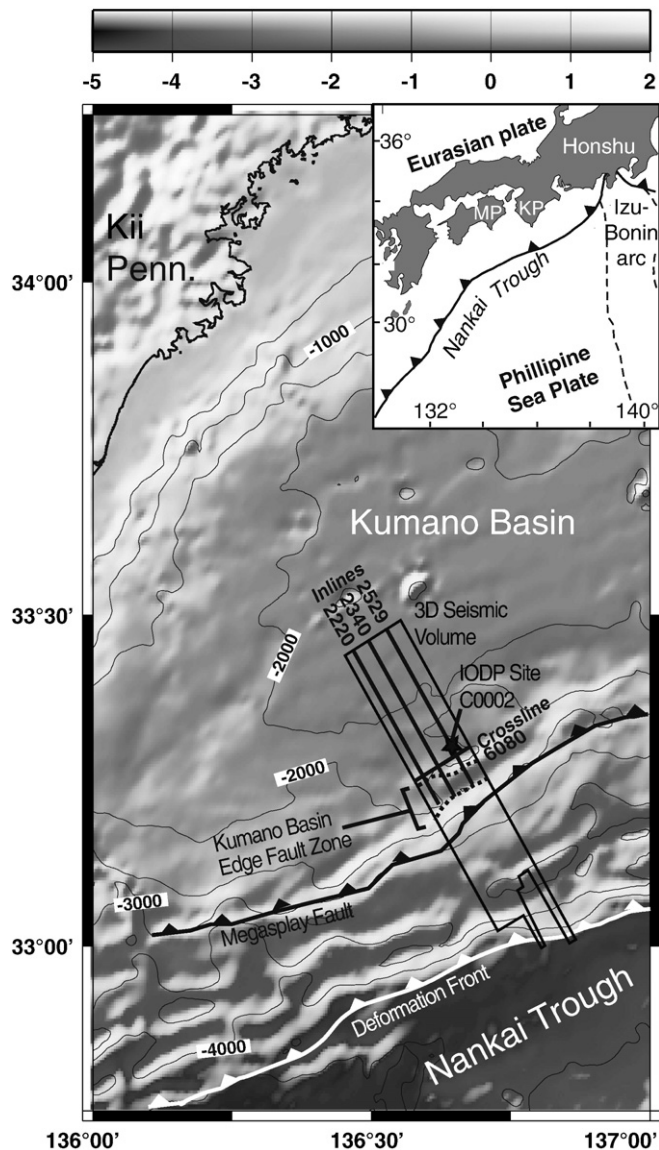 -5 -4 -3 -2 -1 0 1 2
36°
Eurasian plate
Honshu
MP
KP
Izu-
Bonin
arc
Nankai Trough
30°
Phillipine
Sea Plate
132°
140°
Kii
Penn.
34°00'
-1000
Kumano Basin
33°30'
Inlines
2220
2340
2529
3D Seismic
Volume
-2000
IODP Site
C0002
Crossline
6080
-2000
Kumano Basin
Edge Fault Zone
-3000
Megasplay Fault
33°00'
Deformation Front
Nankai Trough
-4000
136°00'
136°30'
137°00'